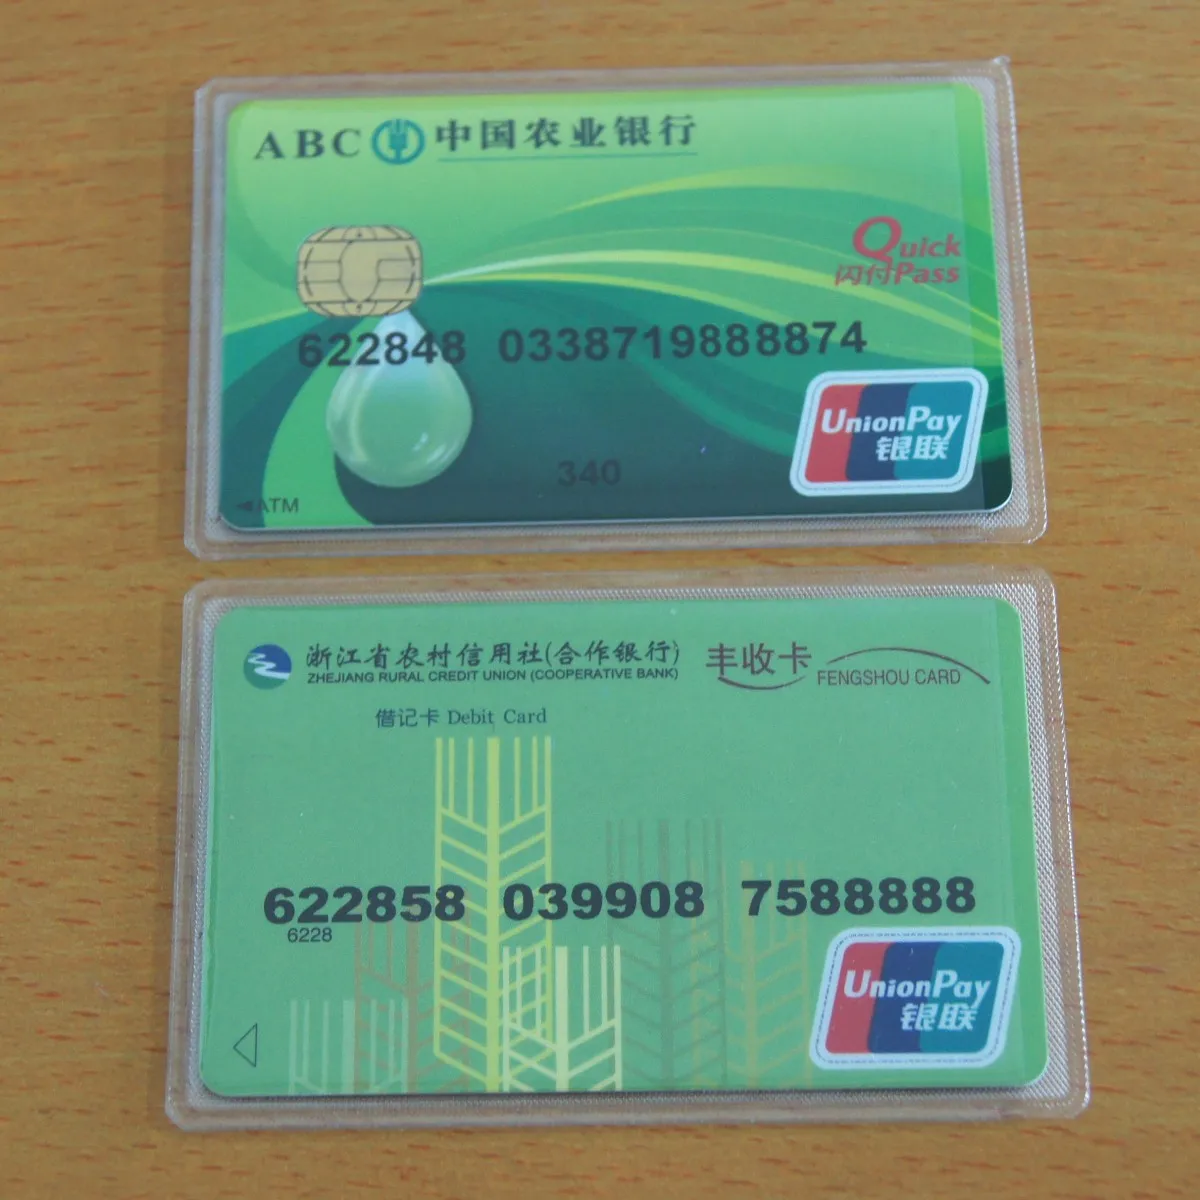 ABC 中国农业银行
Quick
闪付Pass
622848 0338719888874
UnionPay
银联
340
ATM
浙江省农村信用社(合作银行) 丰收卡
ZHEJIANG RURAL CREDIT UNION (COOPERATIVE BANK) FENGSHOU CARD
借记卡 Debit Card
622858 039908 7588888
6228
UnionPay
银联